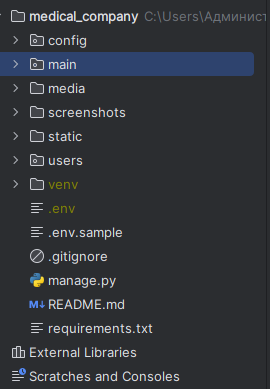 medical_company C:\Users\Админист
config
main
media
screenshots
static
users
venv
.env
.env.sample
.gitignore
manage.py
README.md
requirements.txt
External Libraries
Scratches and Consoles